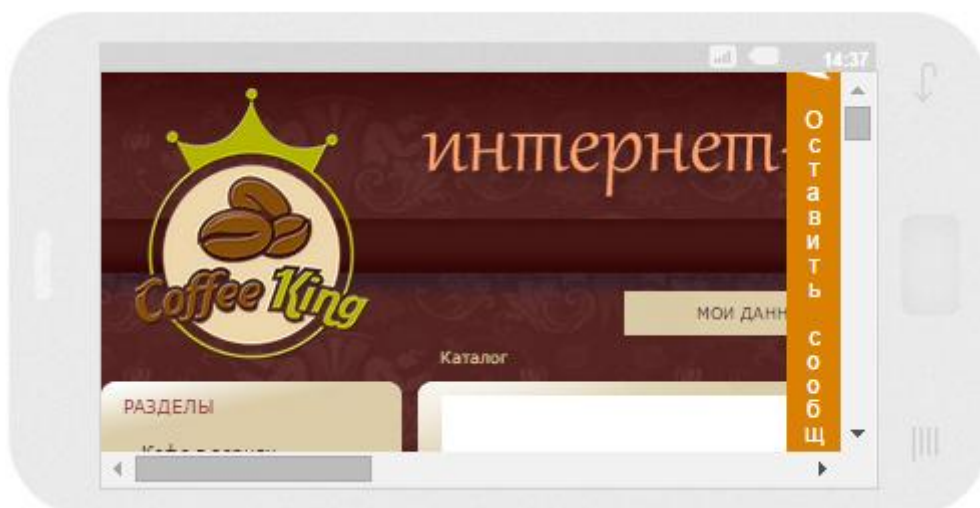 14:37
интернет-
Coffee King
МОИ ДАНН
Каталог
РАЗДЕЛЫ
Оставить сообщ